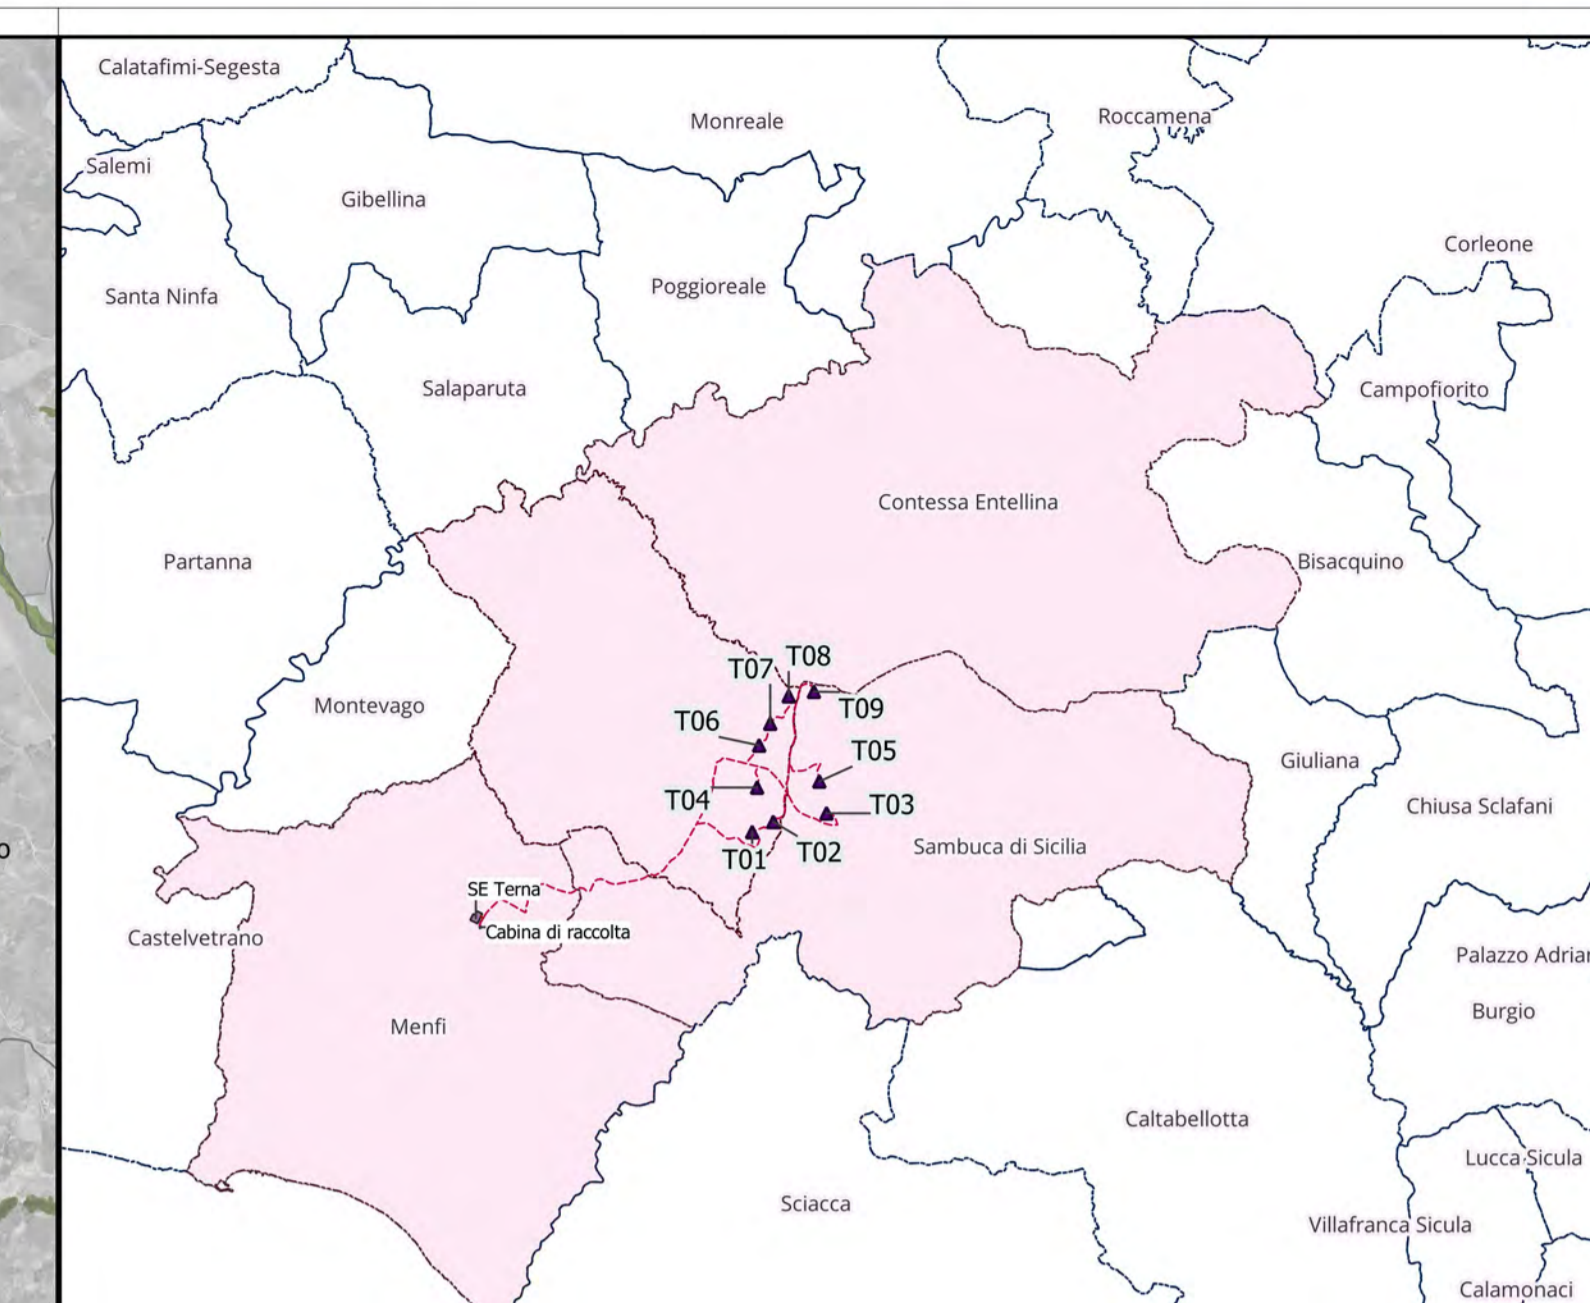 Calatafimi-Segesta
Monreale
Roccamena
Salemi
Gibellina
Corleone
Santa Ninfa
Poggioreale
Salaparuta
Campofiorito
Contessa Entellina
Partanna
Bisacquino
T08
T07
Montevago
T09
T06
T05
Giuliana
T04
T03
Chiusa Sclafani
Sambuca di Sicilia
T01
T02
SE Terna
Cabina di raccolta
Castelvetrano
Palazzo Adrian
Burgio
Menfi
Caltabellotta
Lucca Sicula
Sciacca
Villafranca Sicula
Calamonaci
o